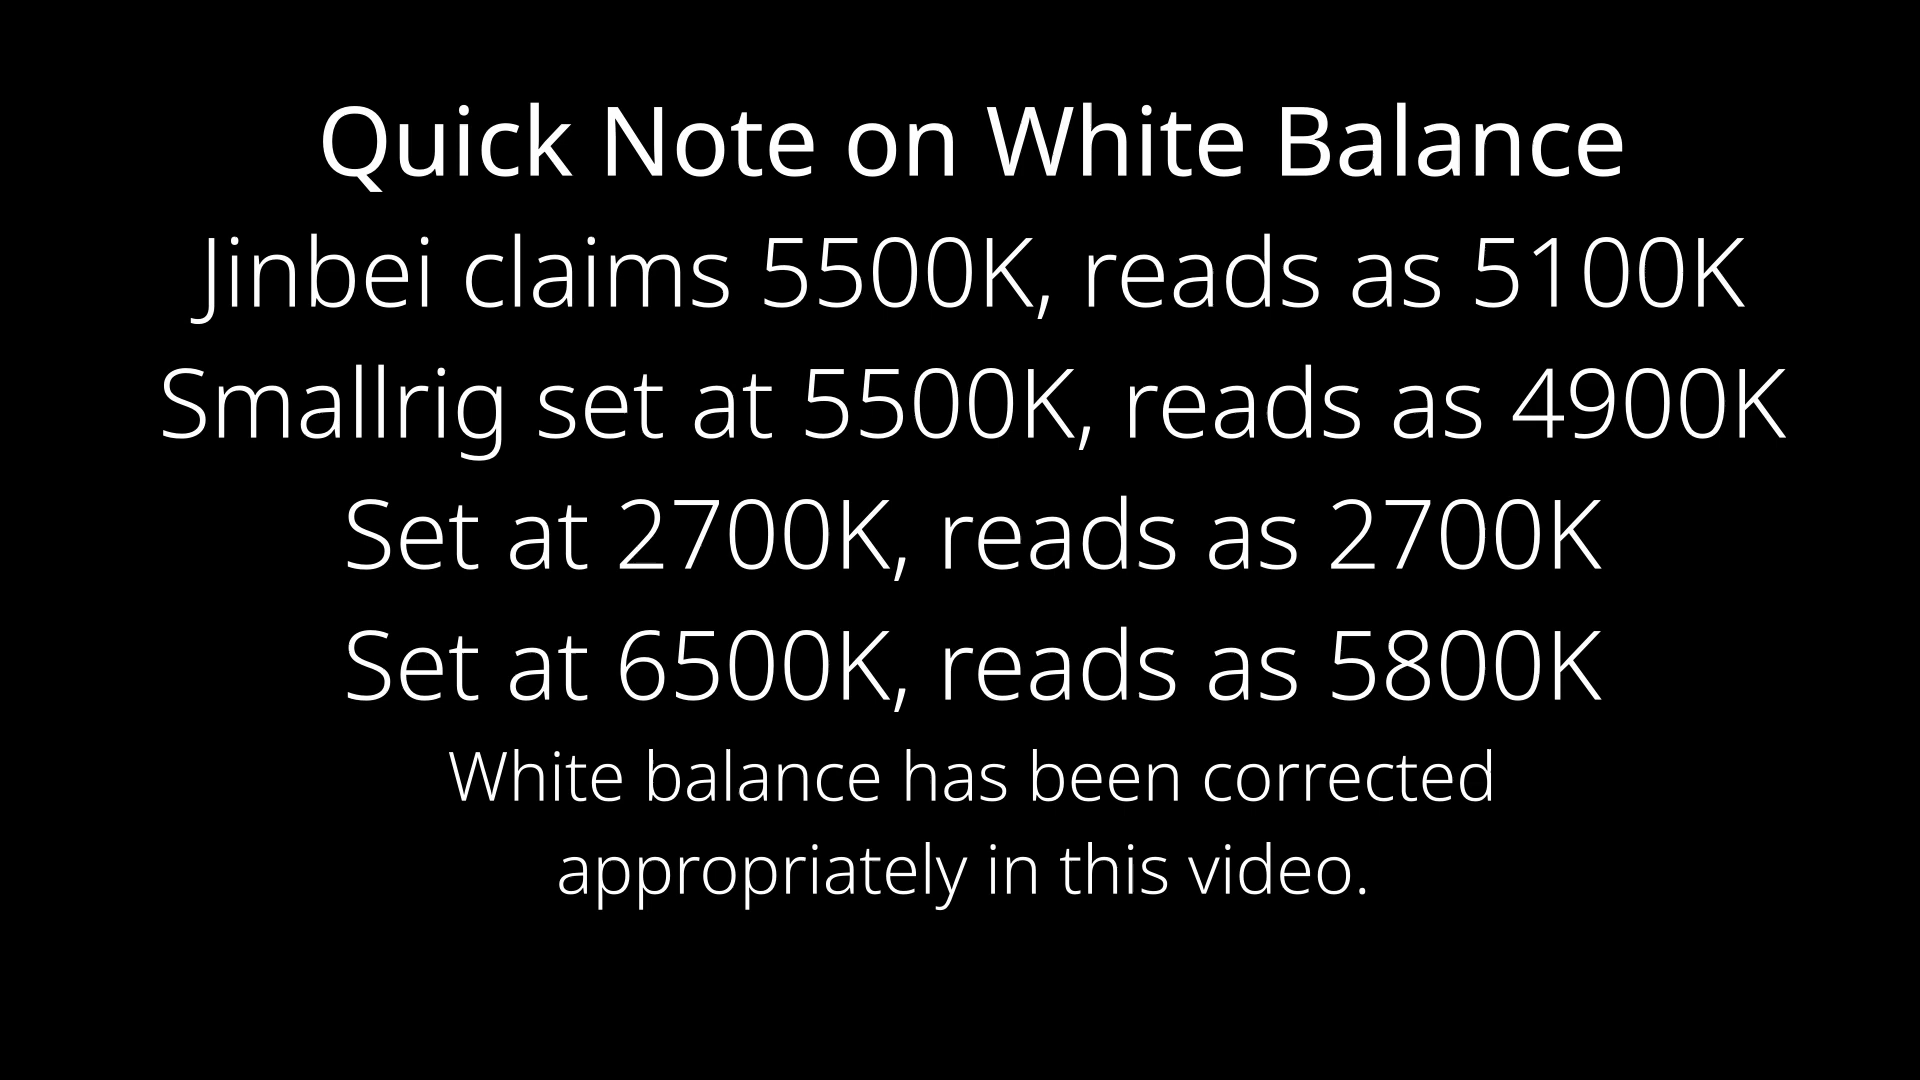 Quick Note on White Balance
Jinbei claims 5500K, reads as 5100K
Smallrig set at 5500K, reads as 4900K
Set at 2700K, reads as 2700K
Set at 6500K, reads as 5800K
White balance has been corrected
appropriately in this video.